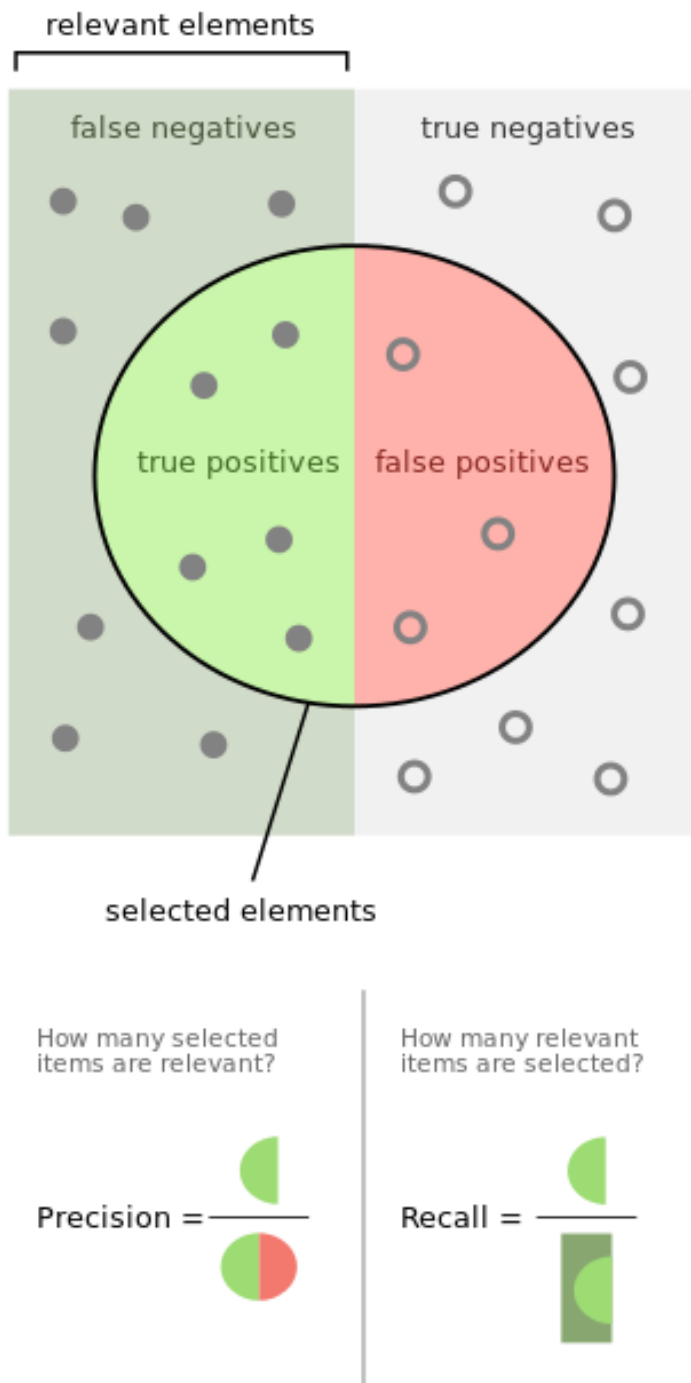 relevant elements
false negatives
true negatives
true positives
false positives
selected elements
How many selected
items are relevant?
Precision =
How many relevant
items are selected?
Recall =